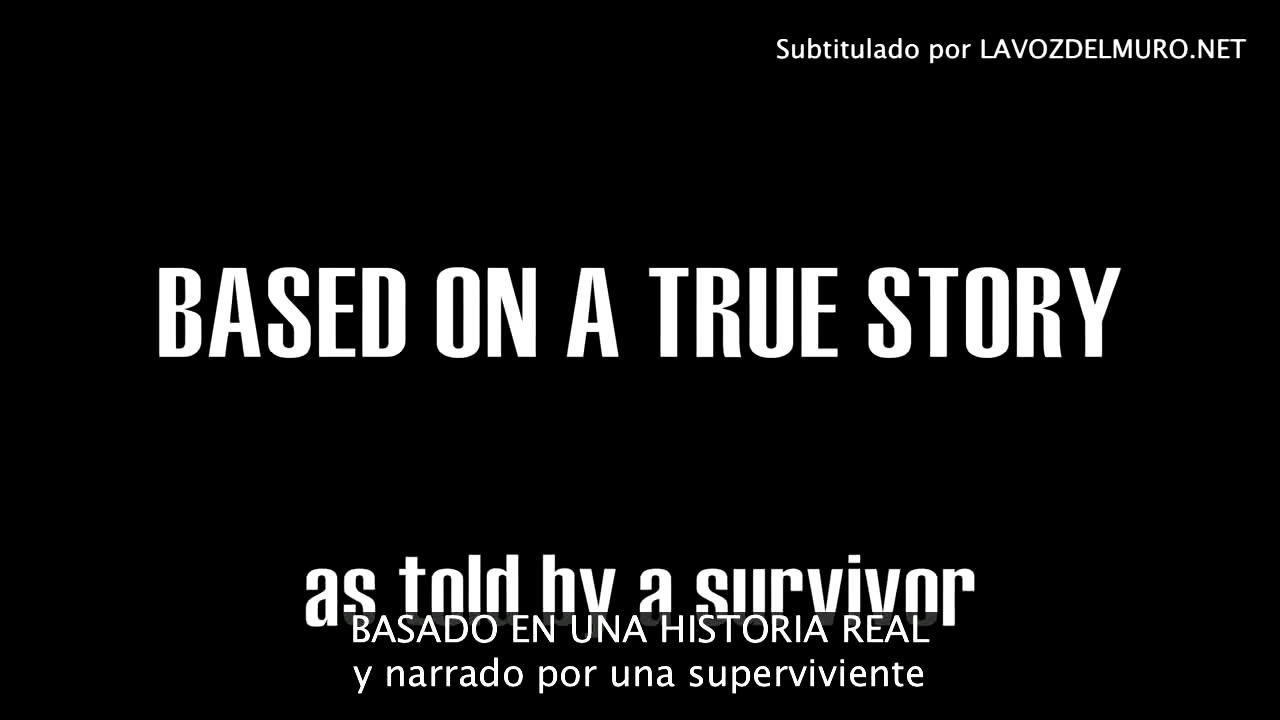 Subtitulado por LAVOZDELMURO.NET
BASED ON A TRUE STORY
as told by a survivor
BASADO EN UNA HISTORIA REAL
y narrado por una superviviente